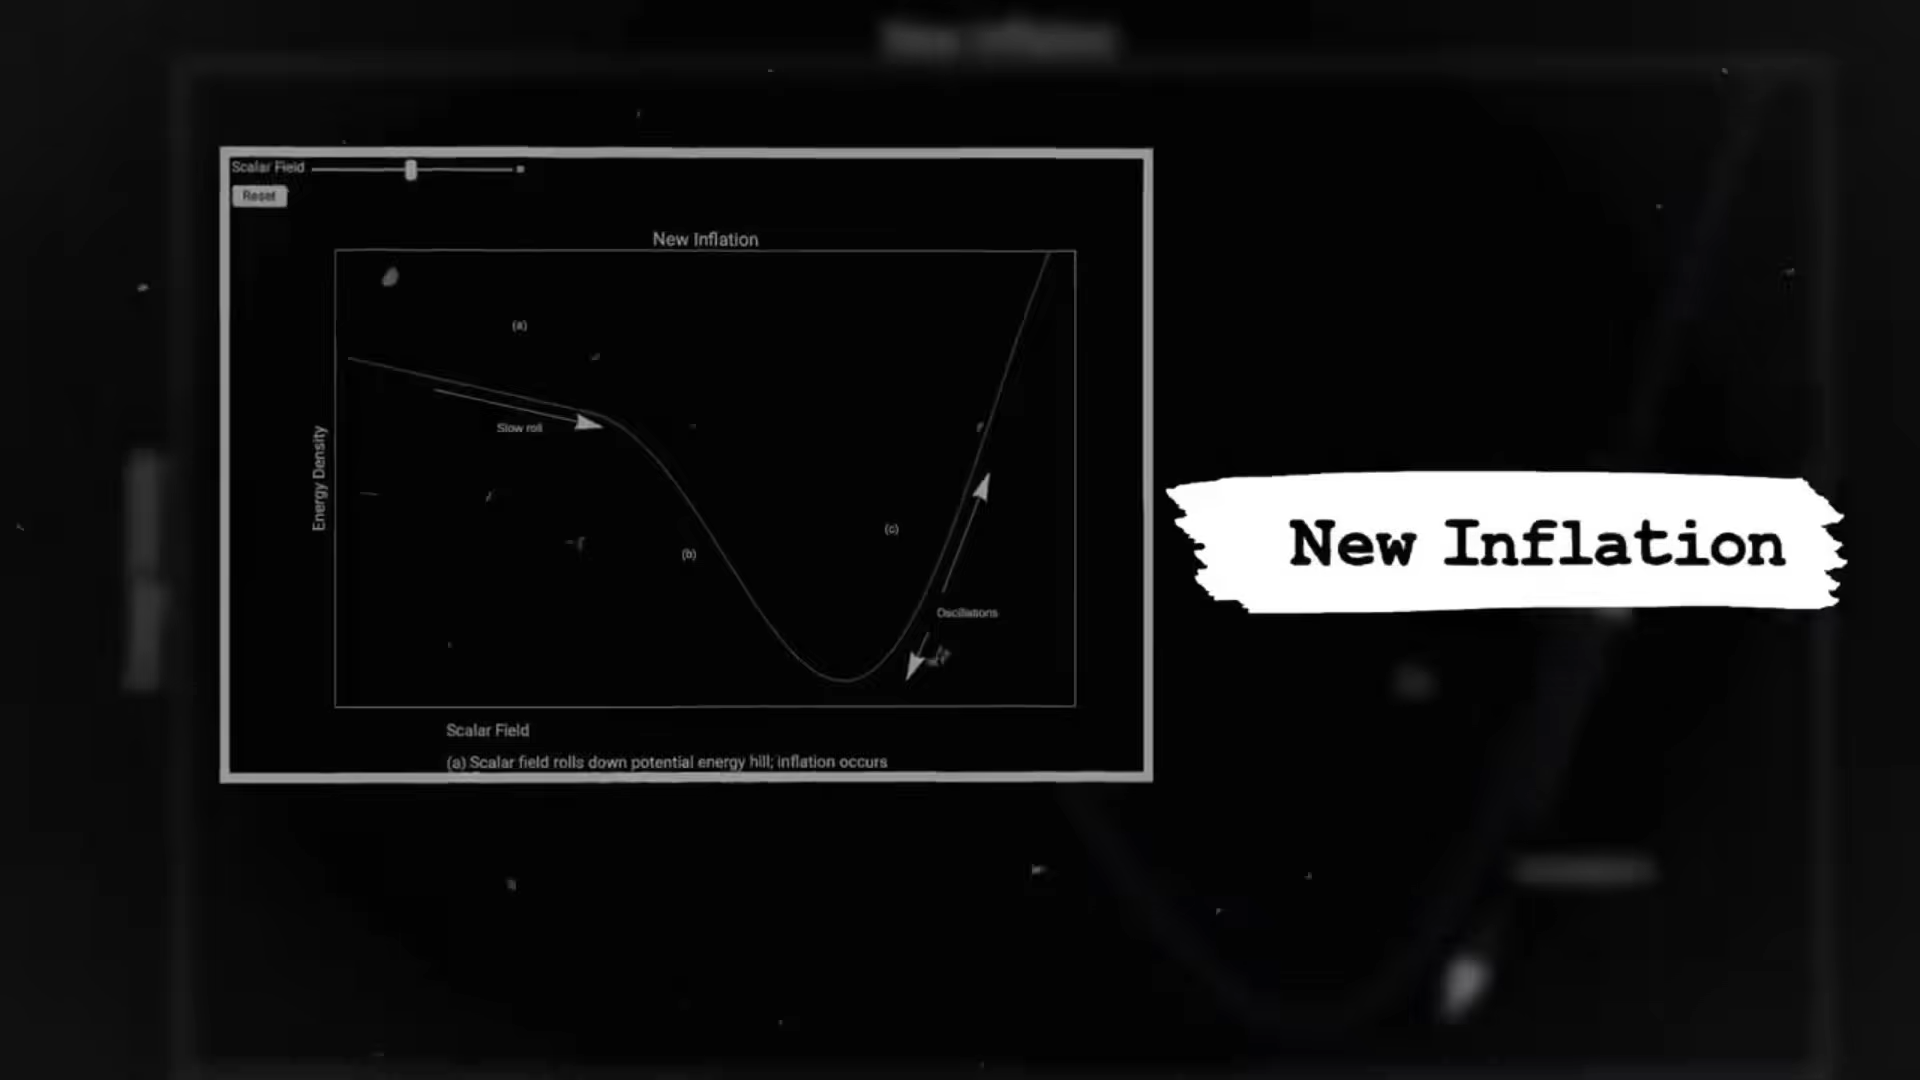 Scalar Field
Reset
New Inflation
(a)
Slow roll
Energy Density
(b)
(c)
Oscillations
Scalar Field
(a) Scalar field rolls down potential energy hill; inflation occurs
New Inflation